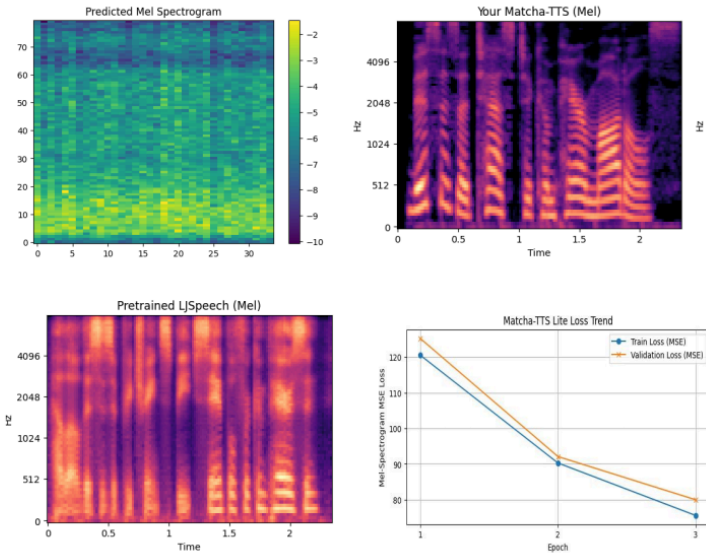 Predicted Mel Spectrogram
70
60
50
40
30
20
10
0
0 5 10 15 20 25 30
−2
−3
−4
−5
−6
−7
−8
−9
−10
Your Matcha-TTS (Mel)
Hz
4096
2048
1024
512
0
0 0.5 1 1.5 2
Time
Hz
Pretrained LJSpeech (Mel)
Hz
4096
2048
1024
512
0
0 0.5 1 1.5 2
Time
Matcha-TTS Lite Loss Trend
Train Loss (MSE)
Validation Loss (MSE)
Mel-Spectrogram MSE Loss
120
110
100
90
80
1 2 3
Epoch